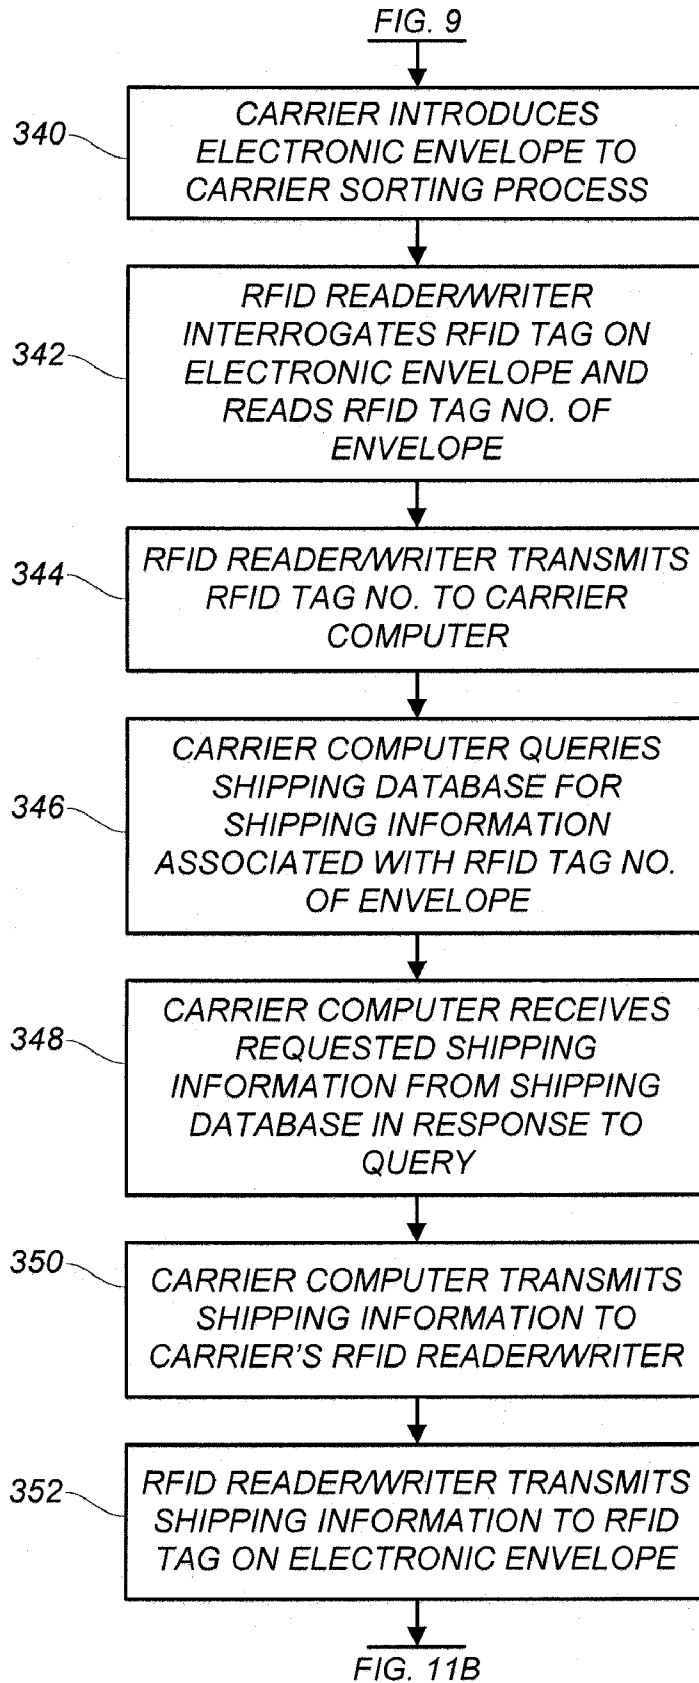 FIG. 9
340
CARRIER INTRODUCES
ELECTRONIC ENVELOPE TO
CARRIER SORTING PROCESS
342
RFID READER/WRITER
INTERROGATES RFID TAG ON
ELECTRONIC ENVELOPE AND
READS RFID TAG NO. OF
ENVELOPE
344
RFID READER/WRITER TRANSMITS
RFID TAG NO. TO CARRIER
COMPUTER
346
CARRIER COMPUTER QUERIES
SHIPPING DATABASE FOR
SHIPPING INFORMATION
ASSOCIATED WITH RFID TAG NO.
OF ENVELOPE
348
CARRIER COMPUTER RECEIVES
REQUESTED SHIPPING
INFORMATION FROM SHIPPING
DATABASE IN RESPONSE TO
QUERY
350
CARRIER COMPUTER TRANSMITS
SHIPPING INFORMATION TO
CARRIER'S RFID READER/WRITER
352
RFID READER/WRITER TRANSMITS
SHIPPING INFORMATION TO RFID
TAG ON ELECTRONIC ENVELOPE
FIG. 11B